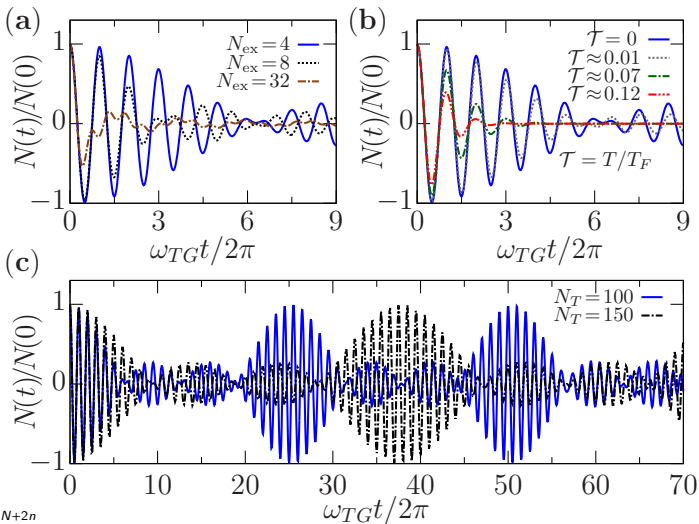 (a)
N(t)/N(0)
1
0
−1
N_ex = 4
N_ex = 8
N_ex = 32
0 3 6 9
ω_TG t/2π
(b)
N(t)/N(0)
1
0
−1
𝒯 = 0
𝒯 ≈ 0.01
𝒯 ≈ 0.07
𝒯 ≈ 0.12
𝒯 = T/T_F
0 3 6 9
ω_TG t/2π
(c)
N(t)/N(0)
1
0
−1
N_T = 100
N_T = 150
0 10 20 30 40 50 60 70
ω_TG t/2π
N+2n